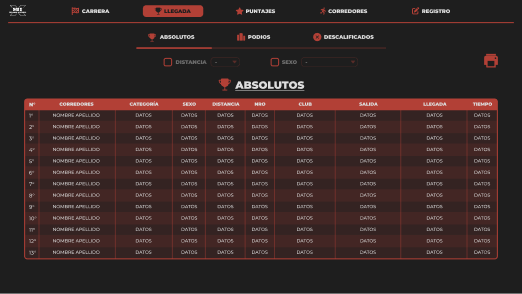 CARRERA LLEGADA PUNTAJES CORREDORES REGISTRO
ABSOLUTOS PODIOS DESCALIFICADOS
DISTANCIA - SEXO -
ABSOLUTOS
N° CORREDORES CATEGORÍA SEXO DISTANCIA NRO CLUB SALIDA LLEGADA TIEMPO
1° NOMBRE APELLIDO DATOS DATOS DATOS DATOS DATOS DATOS DATOS DATOS
2° NOMBRE APELLIDO DATOS DATOS DATOS DATOS DATOS DATOS DATOS DATOS
3° NOMBRE APELLIDO DATOS DATOS DATOS DATOS DATOS DATOS DATOS DATOS
4° NOMBRE APELLIDO DATOS DATOS DATOS DATOS DATOS DATOS DATOS DATOS
5° NOMBRE APELLIDO DATOS DATOS DATOS DATOS DATOS DATOS DATOS DATOS
6° NOMBRE APELLIDO DATOS DATOS DATOS DATOS DATOS DATOS DATOS DATOS
7° NOMBRE APELLIDO DATOS DATOS DATOS DATOS DATOS DATOS DATOS DATOS
8° NOMBRE APELLIDO DATOS DATOS DATOS DATOS DATOS DATOS DATOS DATOS
9° NOMBRE APELLIDO DATOS DATOS DATOS DATOS DATOS DATOS DATOS DATOS
10° NOMBRE APELLIDO DATOS DATOS DATOS DATOS DATOS DATOS DATOS DATOS
11° NOMBRE APELLIDO DATOS DATOS DATOS DATOS DATOS DATOS DATOS DATOS
12° NOMBRE APELLIDO DATOS DATOS DATOS DATOS DATOS DATOS DATOS DATOS
13° NOMBRE APELLIDO DATOS DATOS DATOS DATOS DATOS DATOS DATOS DATOS